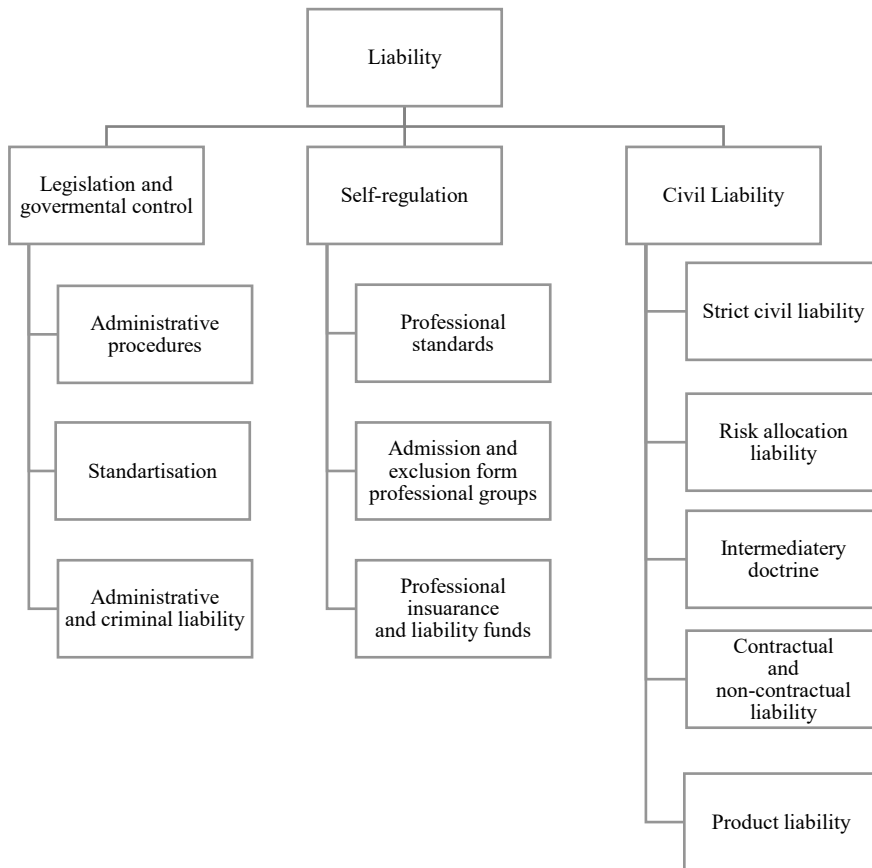 Liability
Legislation and
govermental control
Self-regulation
Civil Liability
Administrative
procedures
Standartisation
Administrative
and criminal liability
Professional
standards
Admission and
exclusion form
professional groups
Professional
insuarance
and liability funds
Strict civil liability
Risk allocation
liability
Intermediatery
doctrine
Contractual
and
non-contractual
liability
Product liability